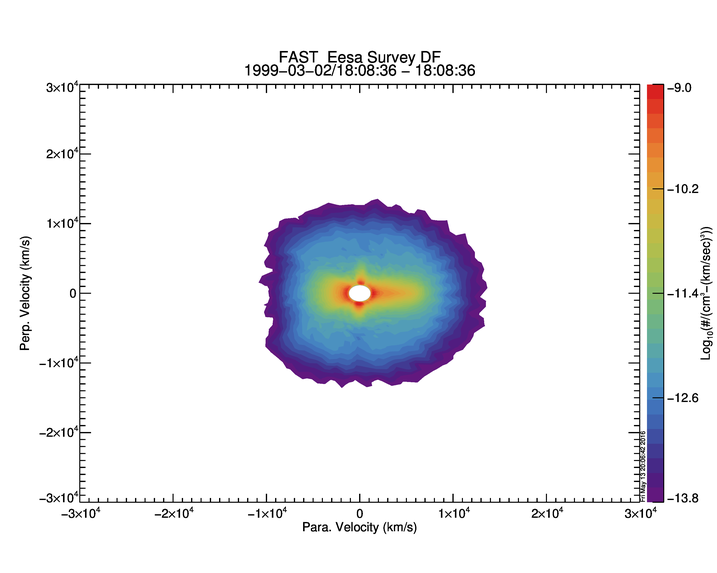 FAST Eesa Survey DF
1999-03-02/18:08:36 - 18:08:36
3×10⁴
2×10⁴
1×10⁴
0
−1×10⁴
−2×10⁴
−3×10⁴
Perp. Velocity (km/s)
−3×10⁴ −2×10⁴ −1×10⁴ 0 1×10⁴ 2×10⁴ 3×10⁴
Para. Velocity (km/s)
−9.0
−10.2
−11.4
−12.6
−13.8
Log₁₀(#/(cm³−(km/sec)³))